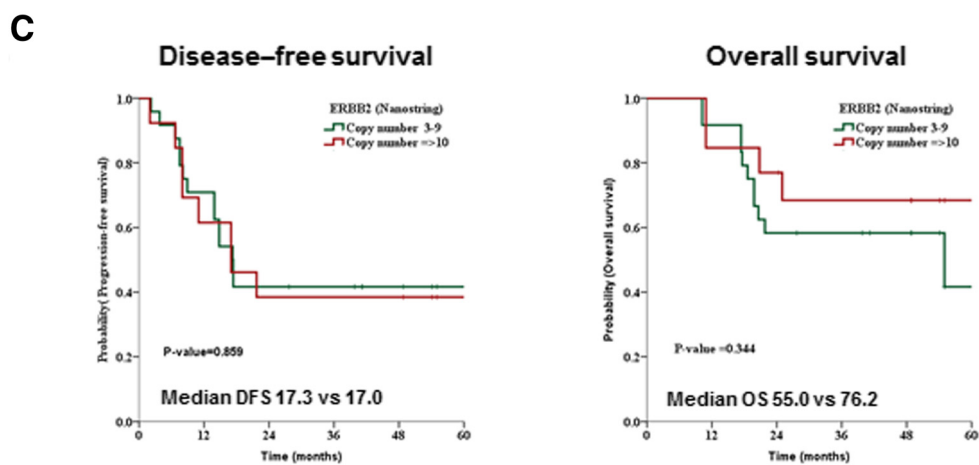 C
Disease–free survival
1.0
0.8
0.6
0.4
0.2
0.0
Probability( Progression-free survival)
ERBB2 (Nanostring)
Copy number 3-9
Copy number =>10
P-value=0.859
Median DFS 17.3 vs 17.0
0 12 24 36 48 60
Time (months)
Overall survival
1.0
0.8
0.6
0.4
0.2
0.0
Probability (Overall survival)
ERBB2 (Nanostring)
Copy number 3-9
Copy number =>10
P-value =0.344
Median OS 55.0 vs 76.2
0 12 24 36 48 60
Time (months)